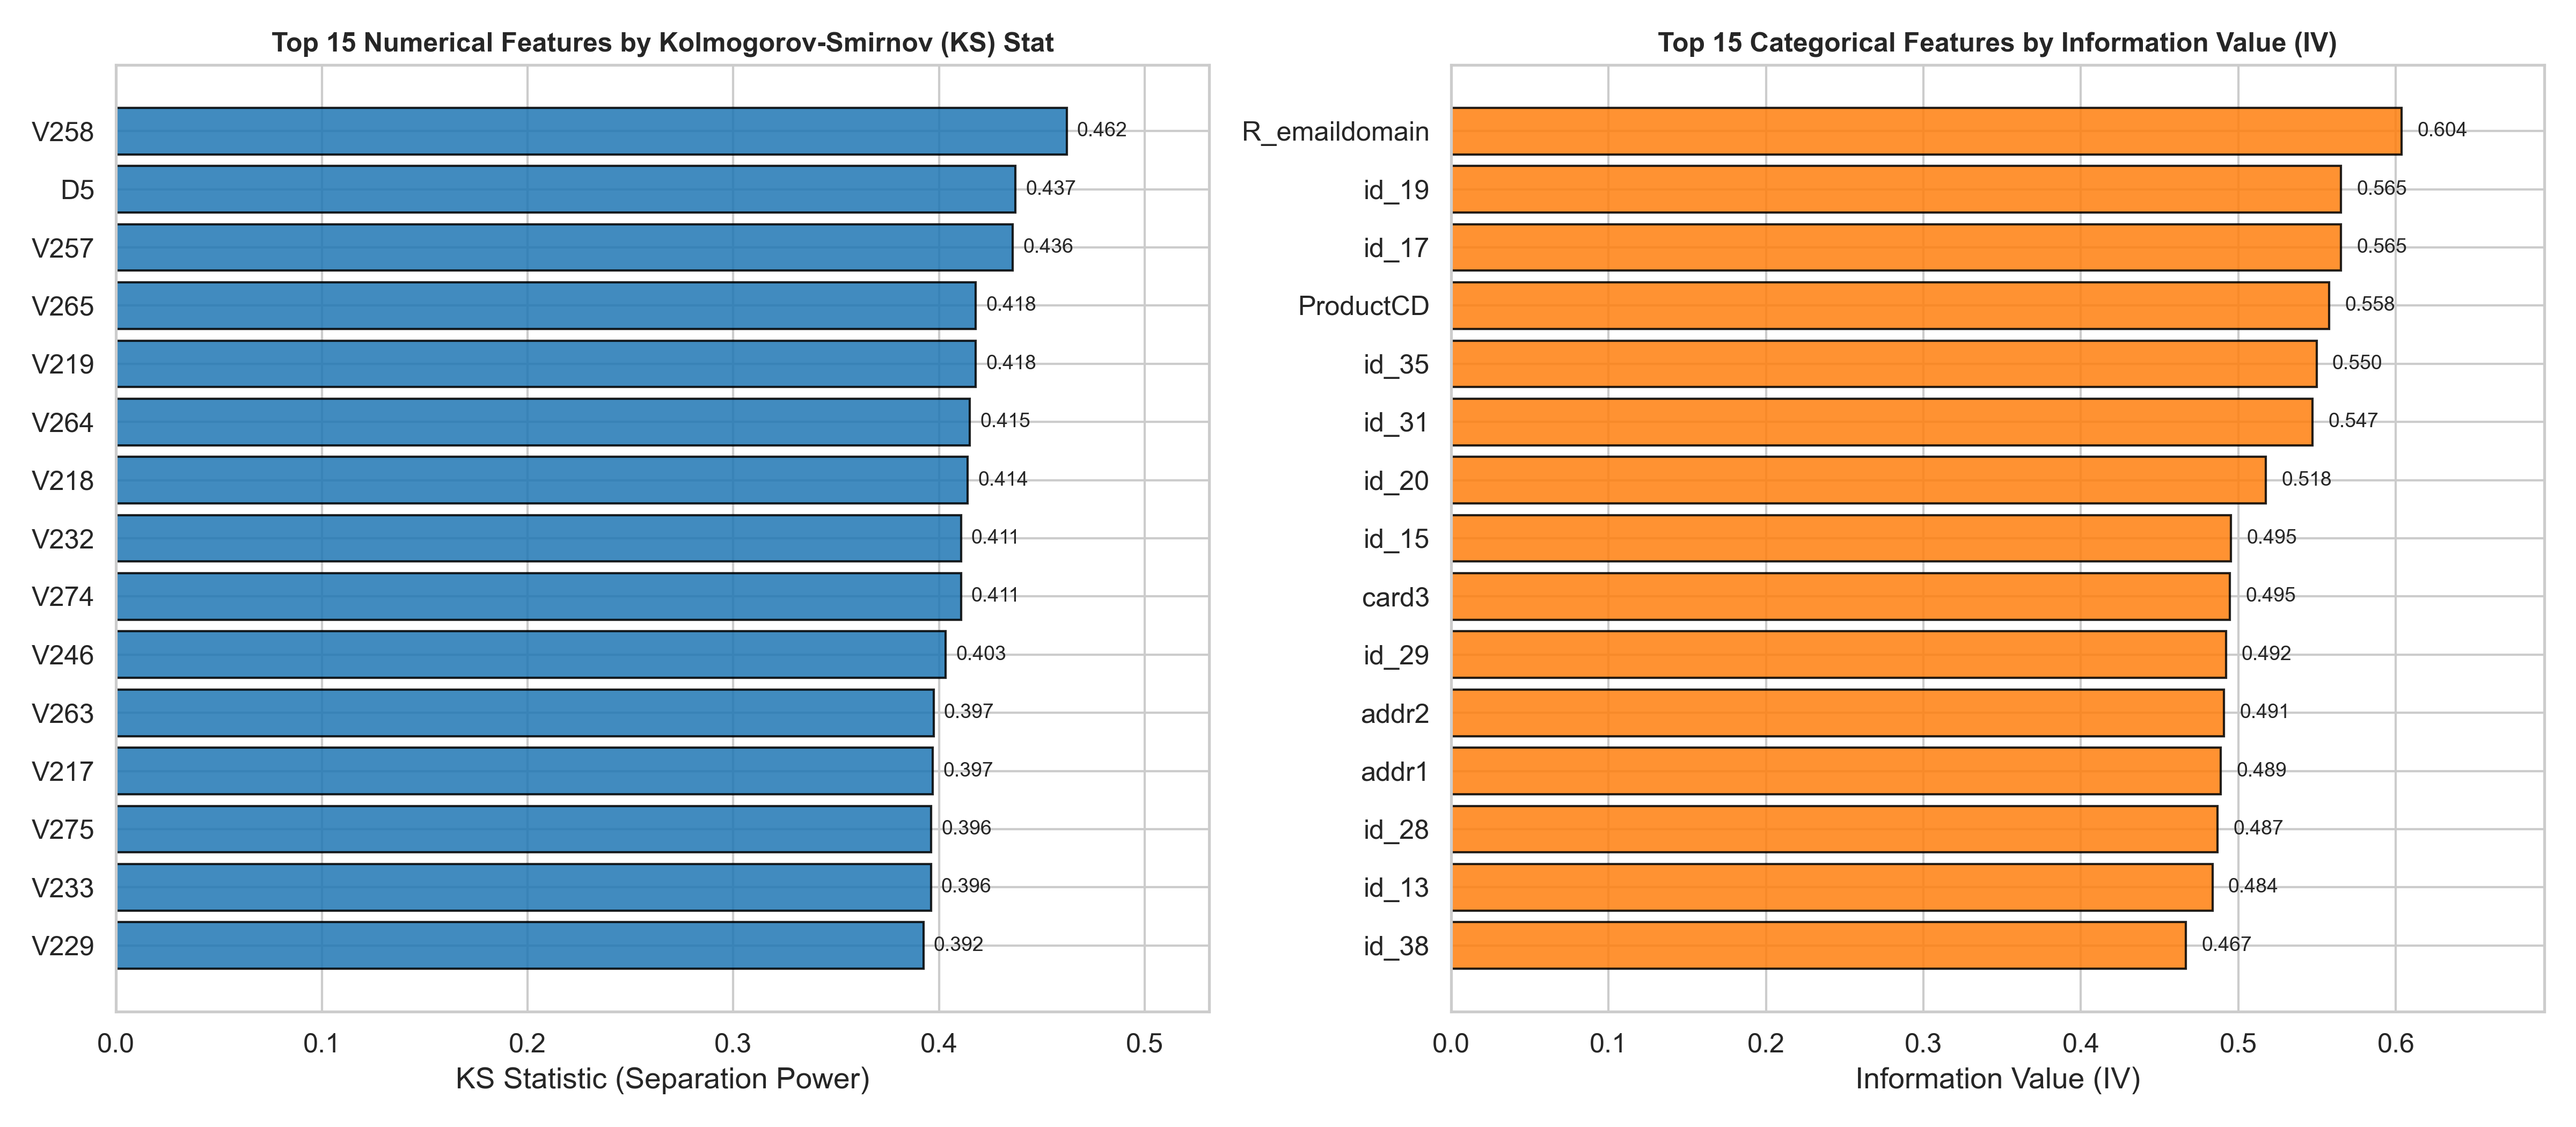 Top 15 Numerical Features by Kolmogorov-Smirnov (KS) Stat
V258 0.462
D5 0.437
V257 0.436
V265 0.418
V219 0.418
V264 0.415
V218 0.414
V232 0.411
V274 0.411
V246 0.403
V263 0.397
V217 0.397
V275 0.396
V233 0.396
V229 0.392
0.0 0.1 0.2 0.3 0.4 0.5
KS Statistic (Separation Power)
Top 15 Categorical Features by Information Value (IV)
R_emaildomain 0.604
id_19 0.565
id_17 0.565
ProductCD 0.558
id_35 0.550
id_31 0.547
id_20 0.518
id_15 0.495
card3 0.495
id_29 0.492
addr2 0.491
addr1 0.489
id_28 0.487
id_13 0.484
id_38 0.467
0.0 0.1 0.2 0.3 0.4 0.5 0.6
Information Value (IV)